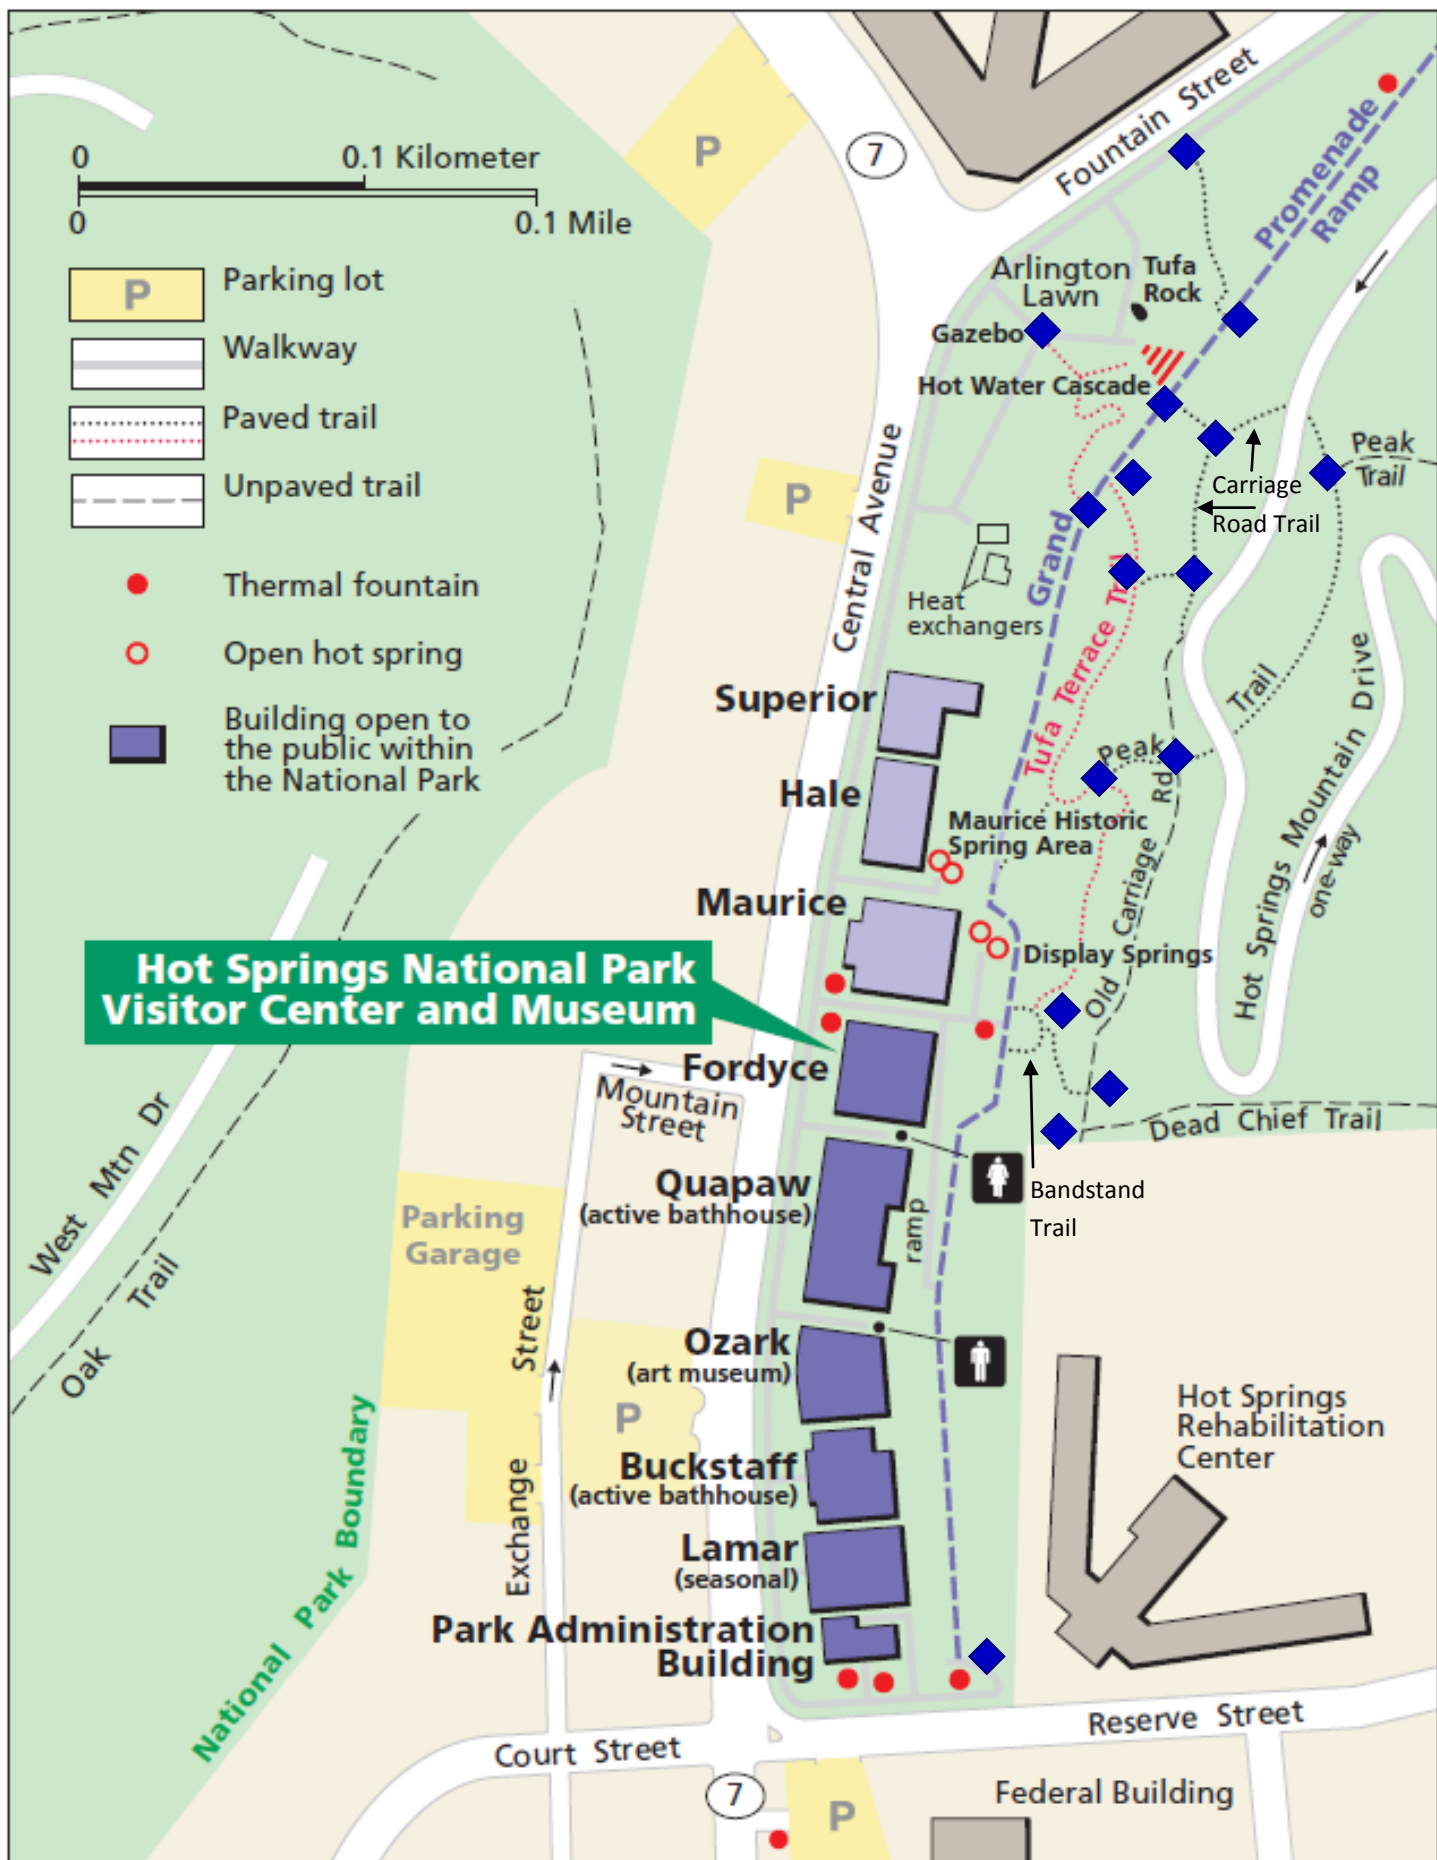 0 0.1 Kilometer
0 0.1 Mile
P Parking lot
Walkway
Paved trail
Unpaved trail
Thermal fountain
Open hot spring
Building open to
the public within
the National Park
P
7
Fountain Street
Promenade
Ramp
Arlington
Lawn
Tufa
Rock
Gazebo
Hot Water Cascade
Peak
Trail
Carriage
Road Trail
P
Central Avenue
Grand
Heat
exchangers
Tufa Terrace
Trail
Peak
Hot Springs Mountain Drive
one-way
Superior
Hale
Maurice Historic
Spring Area
Maurice
Display Springs
Old Carriage Rd
Hot Springs National Park
Visitor Center and Museum
Fordyce
Mountain
Street
Dead Chief Trail
West Mtn Dr
Oak Trail
Quapaw
(active bathhouse)
ramp
Bandstand
Trail
Parking
Garage
Exchange Street
Ozark
(art museum)
P
Hot Springs
Rehabilitation
Center
Buckstaff
(active bathhouse)
Lamar
(seasonal)
National Park Boundary
Park Administration
Building
Court Street
Reserve Street
7
P
Federal Building